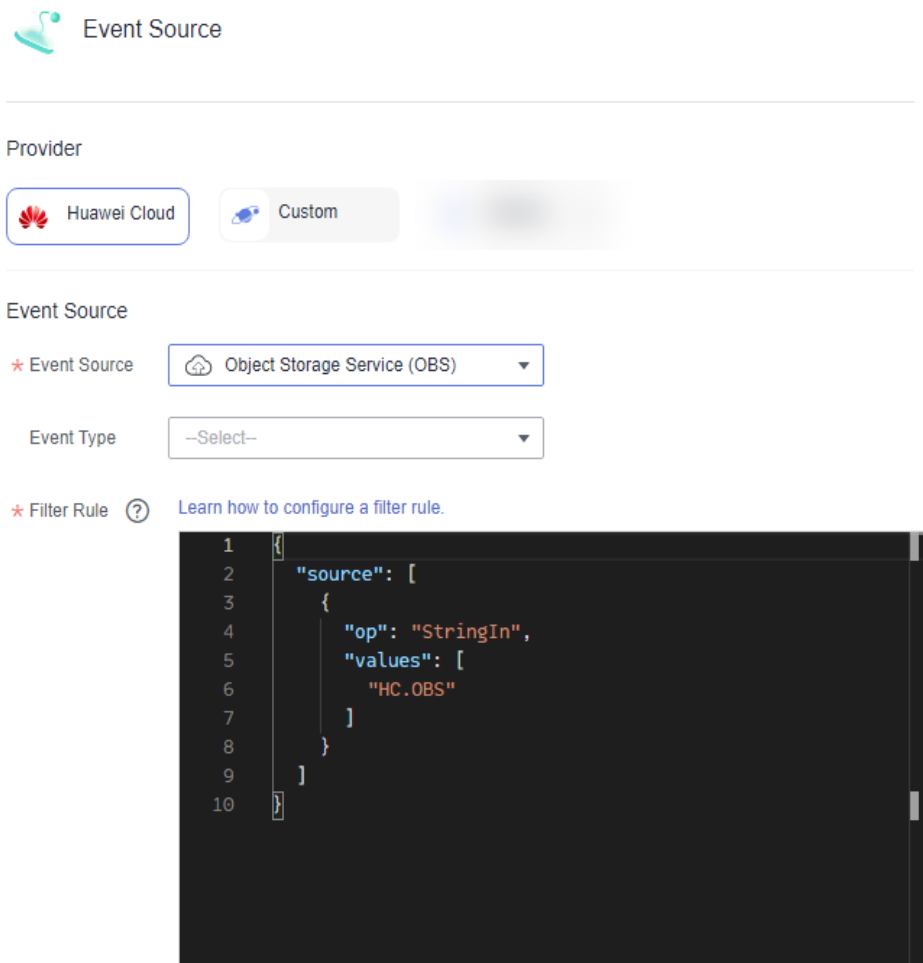 Event Source
Provider
Huawei Cloud
Custom
Event Source
* Event Source
Object Storage Service (OBS)
Event Type
--Select--
* Filter Rule ?
Learn how to configure a filter rule.
1 {
2 "source": [
3 {
4 "op": "StringIn",
5 "values": [
6 "HC.OBS"
7 ]
8 }
9 ]
10 }